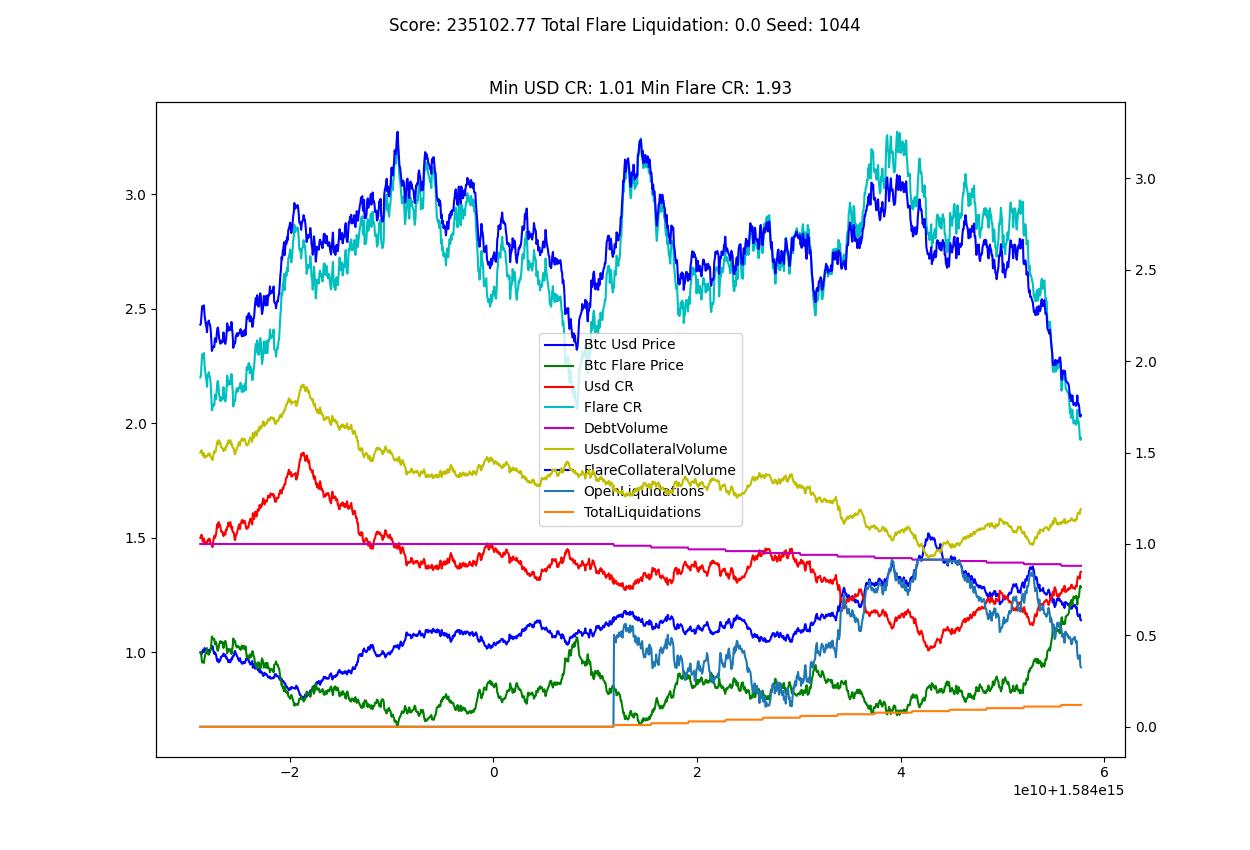 Score: 235102.77 Total Flare Liquidation: 0.0 Seed: 1044
Min USD CR: 1.01 Min Flare CR: 1.93
3.0
2.5
2.0
1.5
1.0
Btc Usd Price
Btc Flare Price
Usd CR
Flare CR
DebtVolume
UsdCollateralVolume
FlareCollateralVolume
OpenLiquidations
TotalLiquidations
3.0
2.5
2.0
1.5
1.0
0.5
0.0
−2 0 2 4 6
1e10+1.584e15